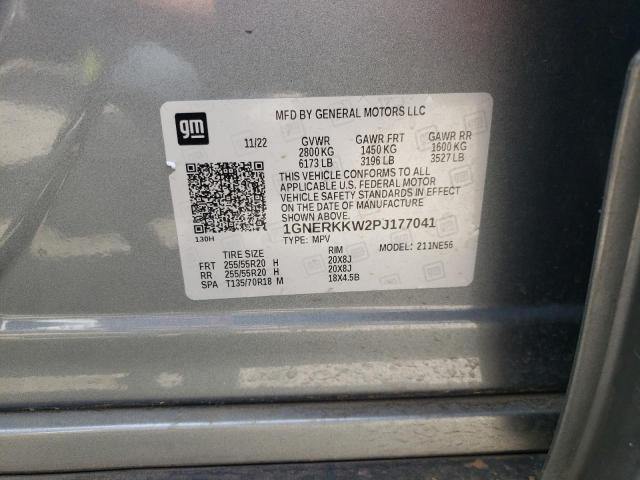 MFD BY GENERAL MOTORS LLC
gm
11/22 GVWR GAWR FRT GAWR RR
2800 KG 1450 KG 1600 KG
6173 LB 3196 LB 3527 LB
THIS VEHICLE CONFORMS TO ALL
APPLICABLE U.S. FEDERAL MOTOR
VEHICLE SAFETY STANDARDS IN EFFECT
ON THE DATE OF MANUFACTURE
SHOWN ABOVE.
1GNERKKW2PJ177041
130H
TYPE: MPV MODEL: 211NE56
TIRE SIZE RIM
FRT 255/55R20 H 20X8J
RR 255/55R20 H 20X8J
SPA T135/70R18 M 18X4.5B